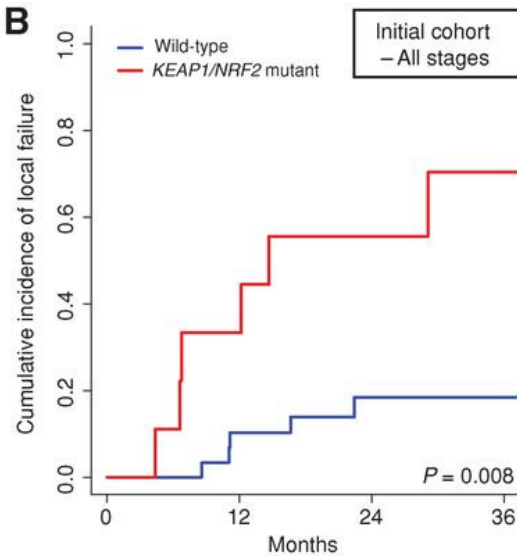 B
Initial cohort
– All stages
Wild-type
KEAP1/NRF2 mutant
Cumulative incidence of local failure
1.0
0.8
0.6
0.4
0.2
0.0
P = 0.008
0 12 24 36
Months